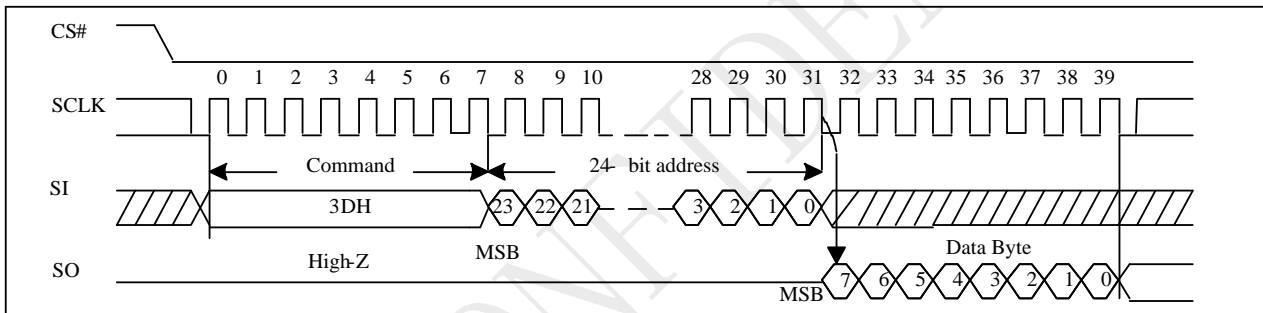 CS#
0 1 2 3 4 5 6 7 8 9 10 28 29 30 31 32 33 34 35 36 37 38 39
SCLK
Command 24- bit address
SI
3DH 23 22 21 3 2 1 0
High-Z MSB Data Byte
SO
MSB 7 6 5 4 3 2 1 0